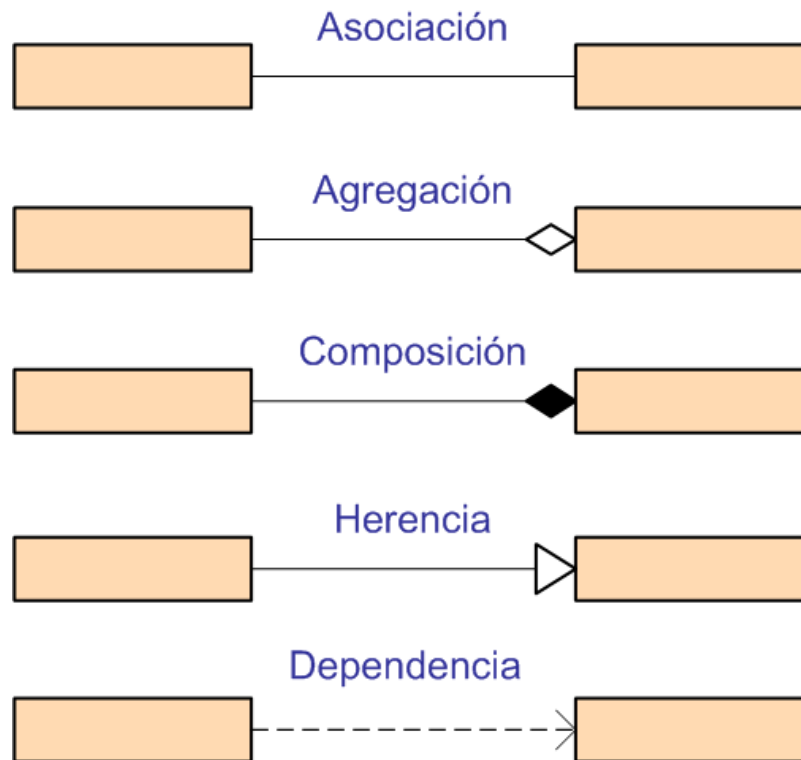 Asociación
Agregación
Composición
Herencia
Dependencia